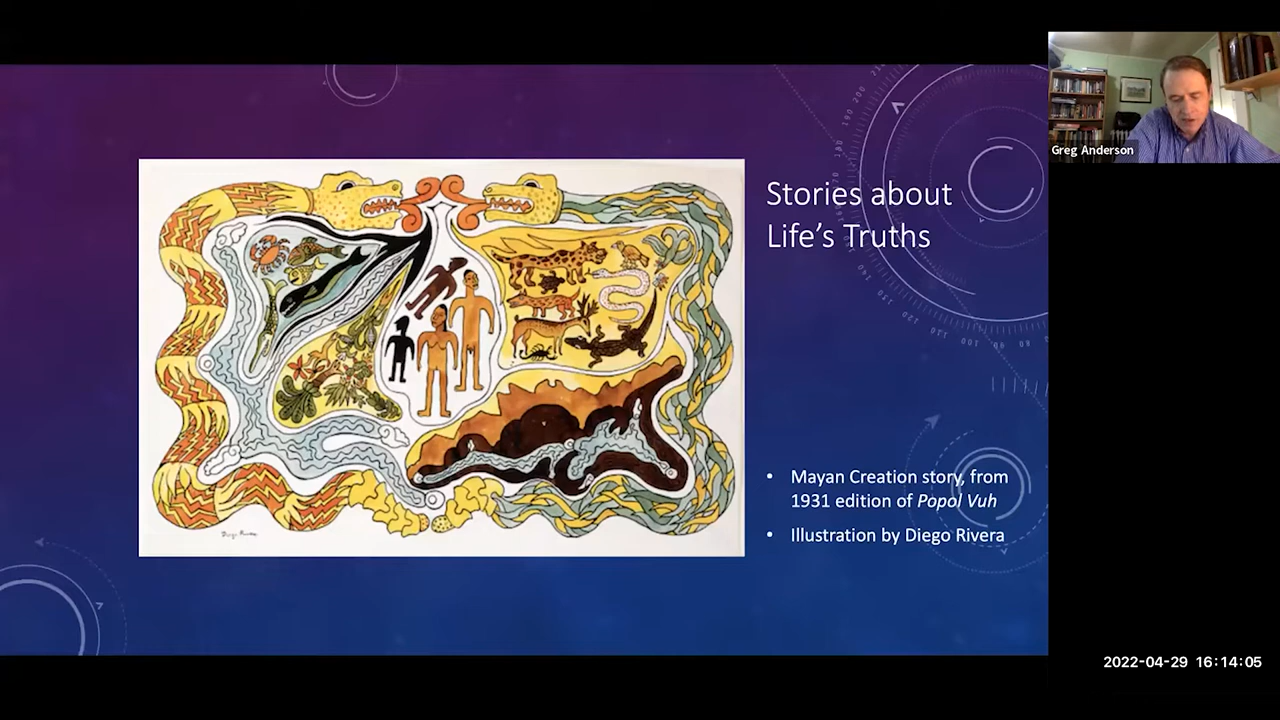 Greg Anderson
Stories about
Life's Truths
• Mayan Creation story, from
1931 edition of Popol Vuh
• Illustration by Diego Rivera
2022-04-29 16:14:05